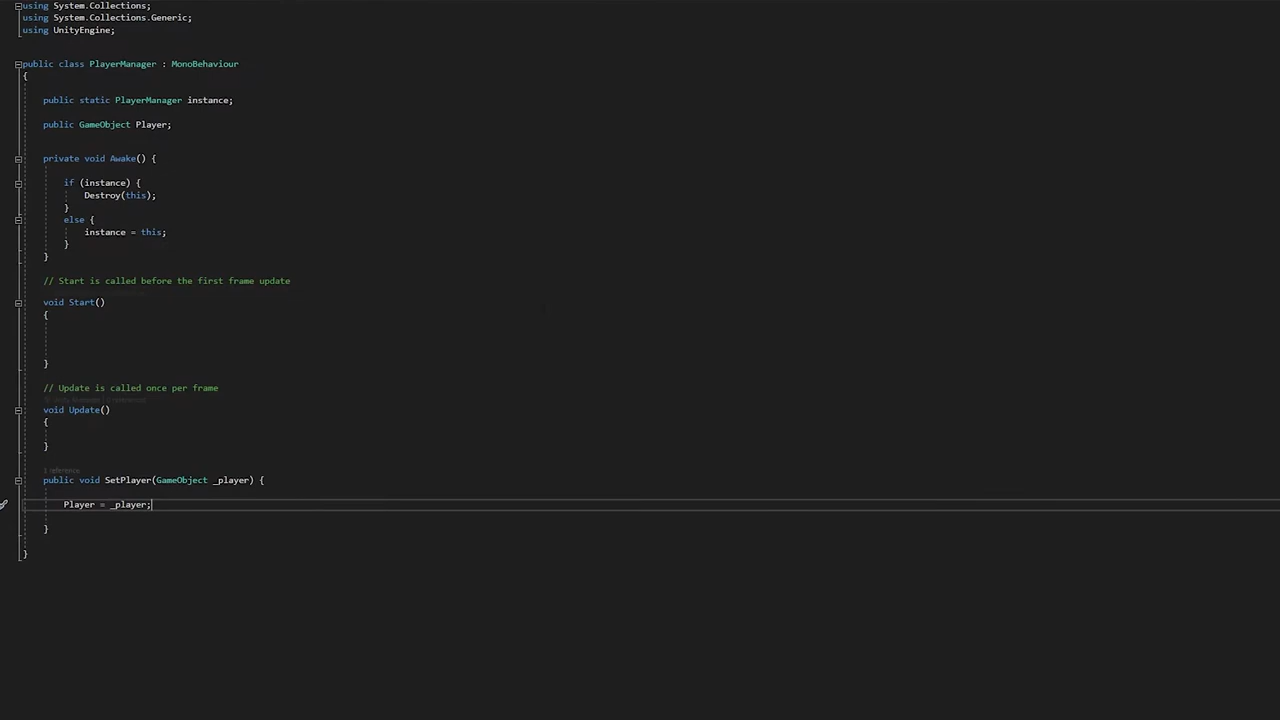 using System.Collections;
using System.Collections.Generic;
using UnityEngine;
public class PlayerManager : MonoBehaviour
{
public static PlayerManager instance;
public GameObject Player;
private void Awake() {
if (instance) {
Destroy(this);
}
else {
instance = this;
}
}
// Start is called before the first frame update
void Start()
{
}
// Update is called once per frame
void Update()
{
}
1 reference
public void SetPlayer(GameObject _player) {
Player = _player;
}
}